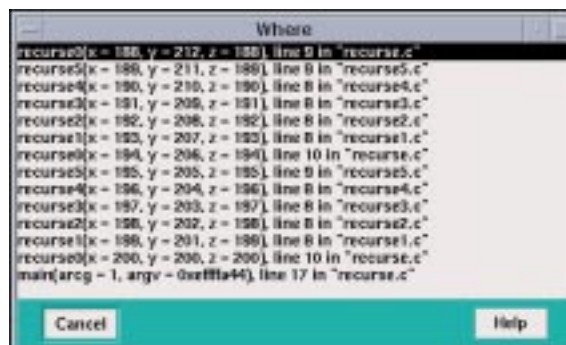 Where
recurse0(x = 188, y = 212, z = 188), line 9 in "recurse.c"
recurse5(x = 189, y = 211, z = 189), line 8 in "recurse5.c"
recurse4(x = 190, y = 210, z = 190), line 8 in "recurse4.c"
recurse3(x = 191, y = 209, z = 191), line 8 in "recurse3.c"
recurse2(x = 192, y = 208, z = 192), line 8 in "recurse2.c"
recurse1(x = 193, y = 207, z = 193), line 8 in "recurse1.c"
recurse0(x = 194, y = 206, z = 194), line 10 in "recurse.c"
recurse5(x = 195, y = 205, z = 195), line 9 in "recurse5.c"
recurse4(x = 196, y = 204, z = 196), line 8 in "recurse4.c"
recurse3(x = 197, y = 203, z = 197), line 8 in "recurse3.c"
recurse2(x = 198, y = 202, z = 198), line 8 in "recurse2.c"
recurse1(x = 199, y = 201, z = 199), line 8 in "recurse1.c"
recurse0(x = 200, y = 200, z = 200), line 10 in "recurse.c"
main(argc = 1, argv = line 17 in "recurse.c"
Cancel
Help